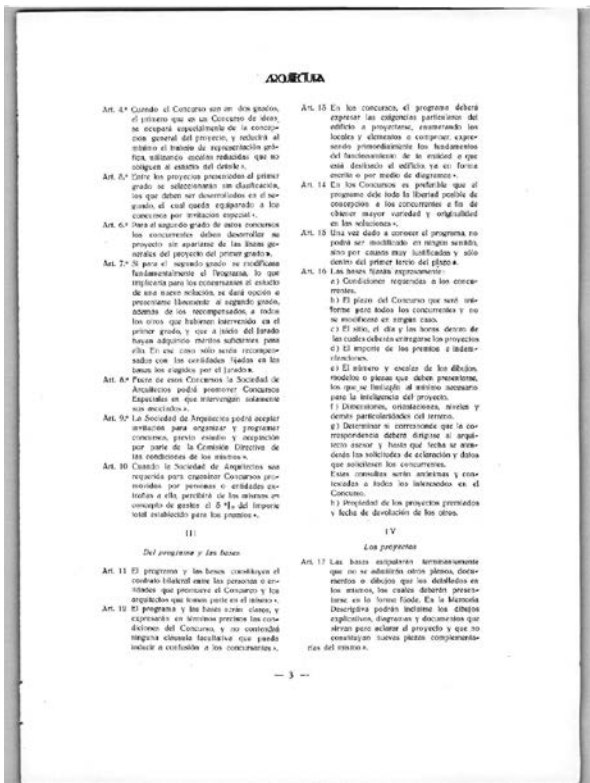 ARQUITECTURA
Art. 4.º Cuando el Concurso sea en dos grados,
el primero que es un Concurso de ideas
se ocupará especialmente de la concep-
ción general del proyecto, y reducirá al
mínimo el trabajo de representación grá-
fica, utilizando escalas reducidas que no
obliguen al estudio del detalle».
Art. 5.º Entre los proyectos presentados al primer
grado se seleccionarán sin clasificación,
los que deben ser desarrollados en el se-
gundo, el cual queda equiparado a los
concursos por invitación especial».
Art. 6.º Para el segundo grado de estos concursos
los concurrentes deben desarrollar su
proyecto sin apartarse de las líneas ge-
nerales del proyecto del primer grado».
Art. 7.º Si para el segundo grado se modificara
fundamentalmente el Programa, lo que
implicaría para los concursantes el estudio
de una nueva solución, se dará opción a
presentarse libremente al segundo grado,
además de los recompensados, a todos
los otros que hubiesen intervenido en el
primer grado, y que a juicio del Jurado
hayan adquirido méritos suficientes para
ello. En ese caso sólo serán recompen-
sados con las cantidades fijadas en las
bases los elegidos por el Jurado».
Art. 8.º Fuera de esos Concursos la Sociedad de
Arquitectos podrá promover Concursos
Especiales en que intervengan solamente
sus asociados».
Art. 9.º La Sociedad de Arquitectos podrá aceptar
invitación para organizar y programar
concursos, previo estudio y aceptación
por parte de la Comisión Directiva de
las condiciones de los mismos».
Art. 10 Cuando la Sociedad de Arquitectos sea
requerida para organizar Concursos pro-
movidos por personas o entidades ex-
trañas a ella, percibirá de los mismos en
concepto de gastos el 5 % del importe
total establecido para los premios».
III
Del programa y las bases
Art. 11 El programa y las bases constituyen el
contrato bilateral entre las personas o en-
tidades que promueve el Concurso y los
arquitectos que tomen parte en el mismo».
Art. 12 El programa y las bases serán claros, y
expresarán en términos precisos las con-
diciones del Concurso, y no contendrá
ninguna cláusula facultativa que pueda
inducir a confusión a los concursantes».
Art. 13 En los concursos, el programa deberá
expresar las exigencias particulares del
edificio a proyectarse, enumerando los
locales y elementos a componer, expre-
sando primordialmente los fundamentos
del funcionamiento de la entidad a que
está destinado el edificio, ya en forma
escrita o por medio de diagramas».
Art. 14 En los Concursos es preferible que el
programa deje toda la libertad posible de
concepción a los concurrentes a fin de
obtener mayor variedad y originalidad
en las soluciones».
Art. 15 Una vez dado a conocer el programa, no
podrá ser modificado en ningún sentido,
sino por causas muy justificadas y sólo
dentro del primer tercio del plazo».
Art. 16 Las bases fijarán expresamente:
a) Condiciones requeridas a los concu-
rrentes.
b) El plazo del Concurso que será uni-
forme para todos los concurrentes y no
se modificará en ningún caso.
c) El sitio, el día y las horas dentro de
las cuales deberán entregarse los proyectos
d) El importe de los premios e indem-
nizaciones.
e) El número y escalas de los dibujos,
modelos o piezas que deben presentarse,
los que se limitarán al mínimo necesario
para la inteligencia del proyecto.
f) Dimensiones, orientaciones, niveles y
demás particularidades del terreno.
g) Determinar si corresponde que la co-
rrespondencia deberá dirigirse al arqui-
tecto asesor y hasta qué fecha se aten-
derán las solicitudes de aclaración y datos
que solicitasen los concurrentes.
Estas consultas serán anónimas y con-
testadas a todos los interesados en el
Concurso.
h) Propiedad de los proyectos premiados
y fecha de devolución de los otros.
IV
Los proyectos
Art. 17 Las bases estipularán terminantemente
que no se admitirán otros planos, docu-
mentos o dibujos que los detallados en
los mismos, los cuales deberán presen-
tarse en la forma fijada. En la Memoria
Descriptiva podrán incluirse los dibujos
explicativos, diagramas y documentos que
sirvan para aclarar el proyecto y que no
constituyan nuevas piezas complementa-
rias del mismo».
— 3 —